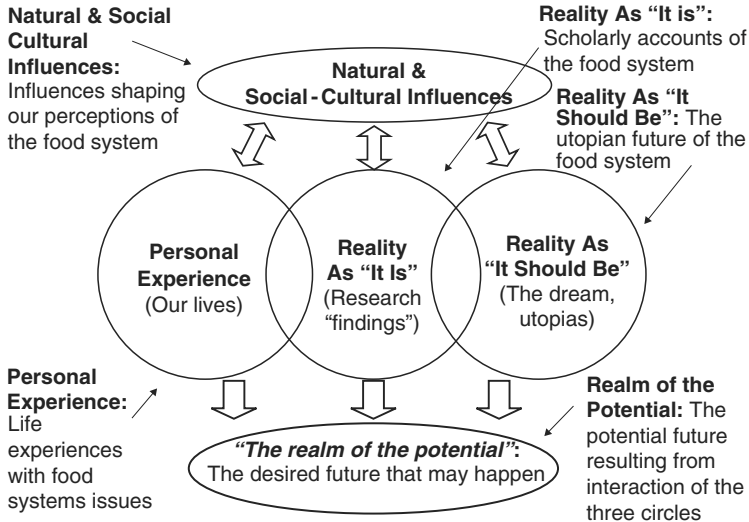 Natural & Social
Cultural
Influences:
Influences shaping
our perceptions of
the food system
Natural &
Social-Cultural Influences
Reality As “It is”:
Scholarly accounts of
the food system
Reality As “It
Should Be”: The
utopian future of the
food system
Personal
Experience
(Our lives)
Reality
As “It Is”
(Research
“findings”)
Reality As
“It Should Be”
(The dream,
utopias)
Personal
Experience:
Life
experiences
with food
systems issues
“The realm of the potential”:
The desired future that may happen
Realm of the
Potential: The
potential future
resulting from
interaction of the
three circles